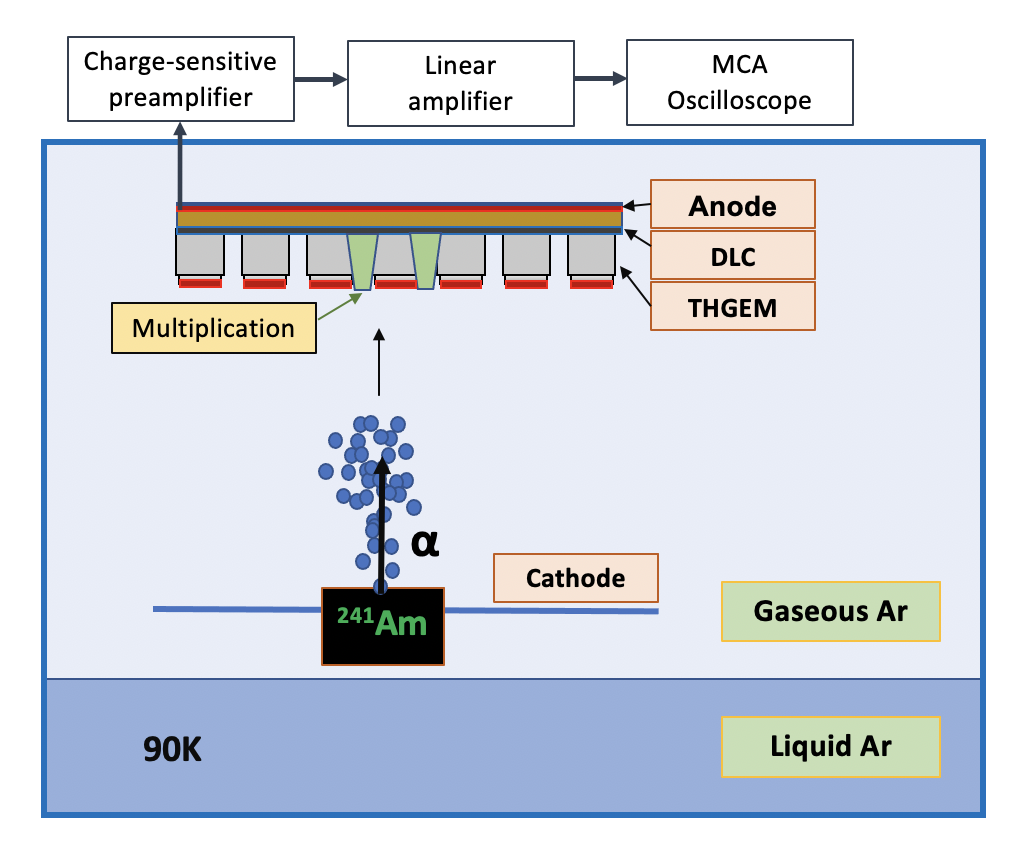 Charge-sensitive
preamplifier
Linear
amplifier
MCA
Oscilloscope
Anode
DLC
THGEM
Multiplication
α
Cathode
²⁴¹Am
Gaseous Ar
90K
Liquid Ar